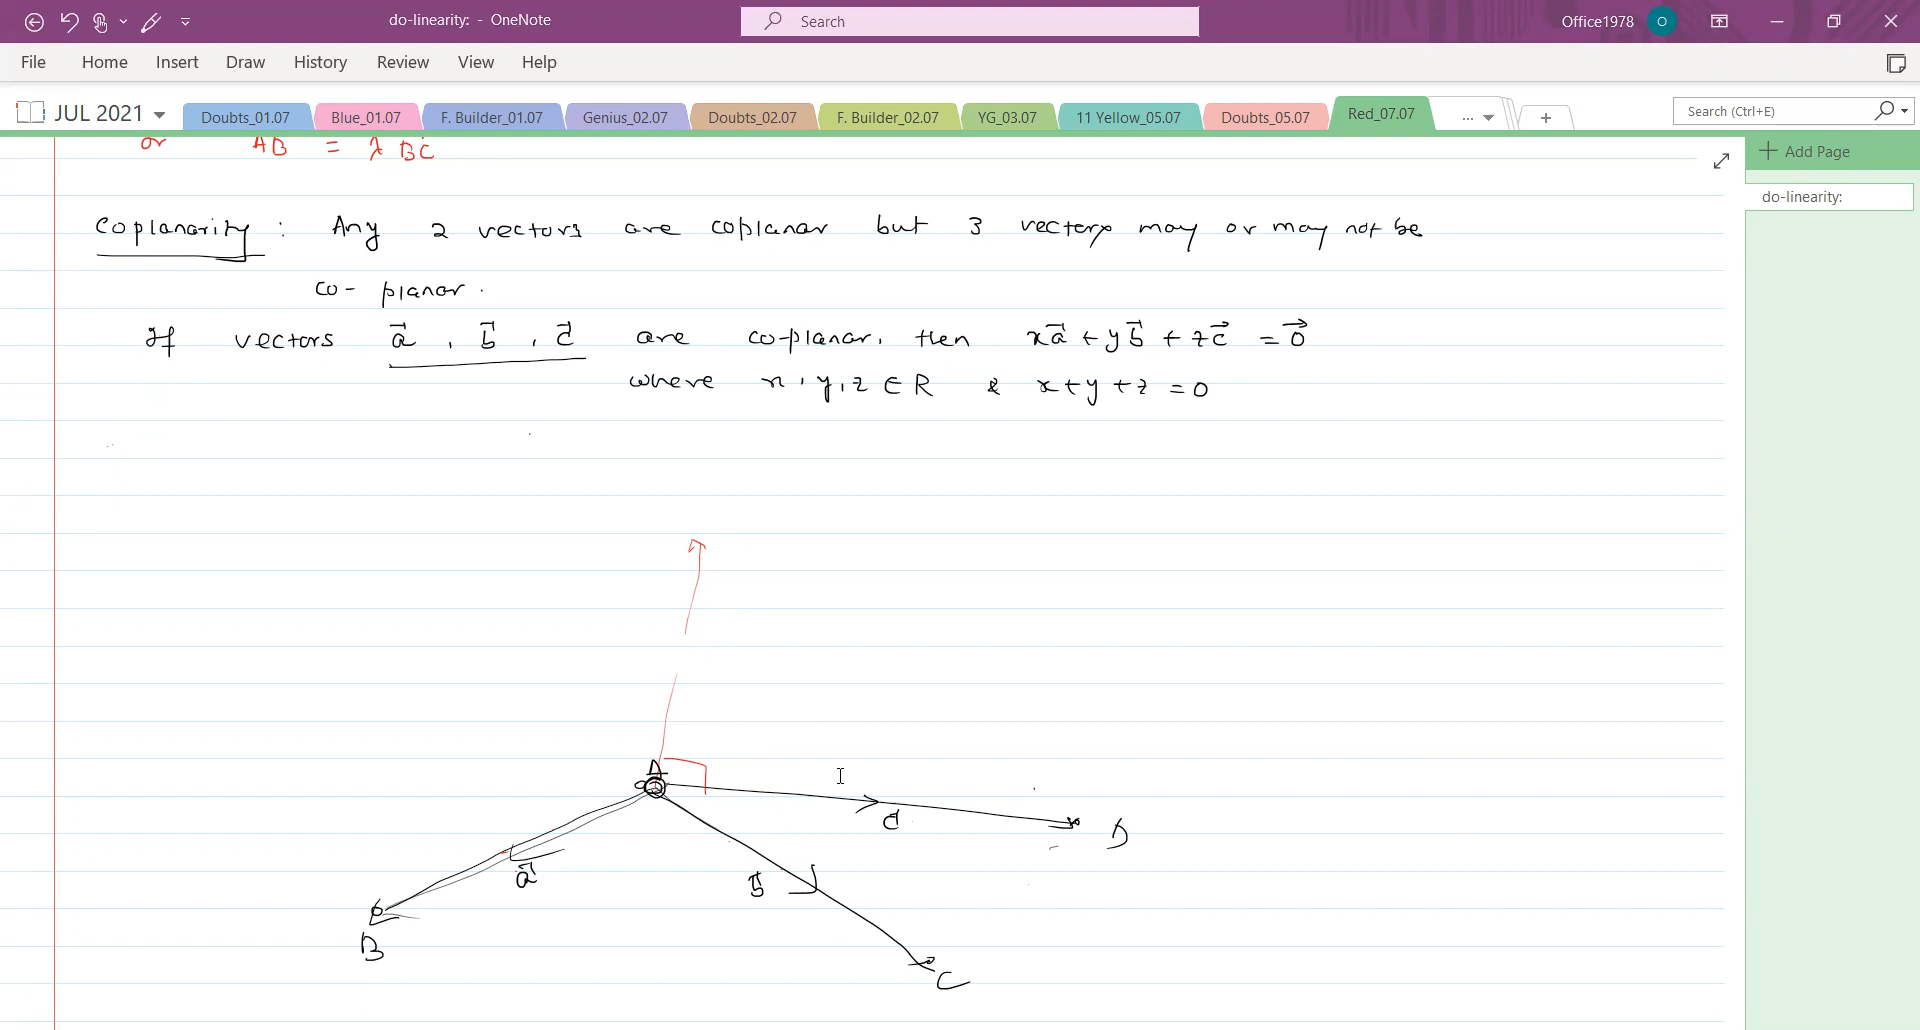 do-linearity: - OneNote
Search
Office1978
O
File Home Insert Draw History Review View Help
JUL 2021
Doubts_01.07 Blue_01.07 F. Builder_01.07 Genius_02.07 Doubts_02.07 F. Builder_02.07 YG_03.07 11 Yellow_05.07 Doubts_05.07 Red_07.07 ... +
Search (Ctrl+E)
Add Page
do-linearity:
or AB = λ BC
Coplanarity : Any 2 vectors are coplanar but 3 vectors may or may not be
co-planar.
If vectors a⃗, b⃗, c⃗ are co-planar, then xa⃗ + yb⃗ + zc⃗ = 0⃗
where x, y, z ∈ R & x + y + z = 0
A
c⃗
D
a⃗
b⃗
B
C